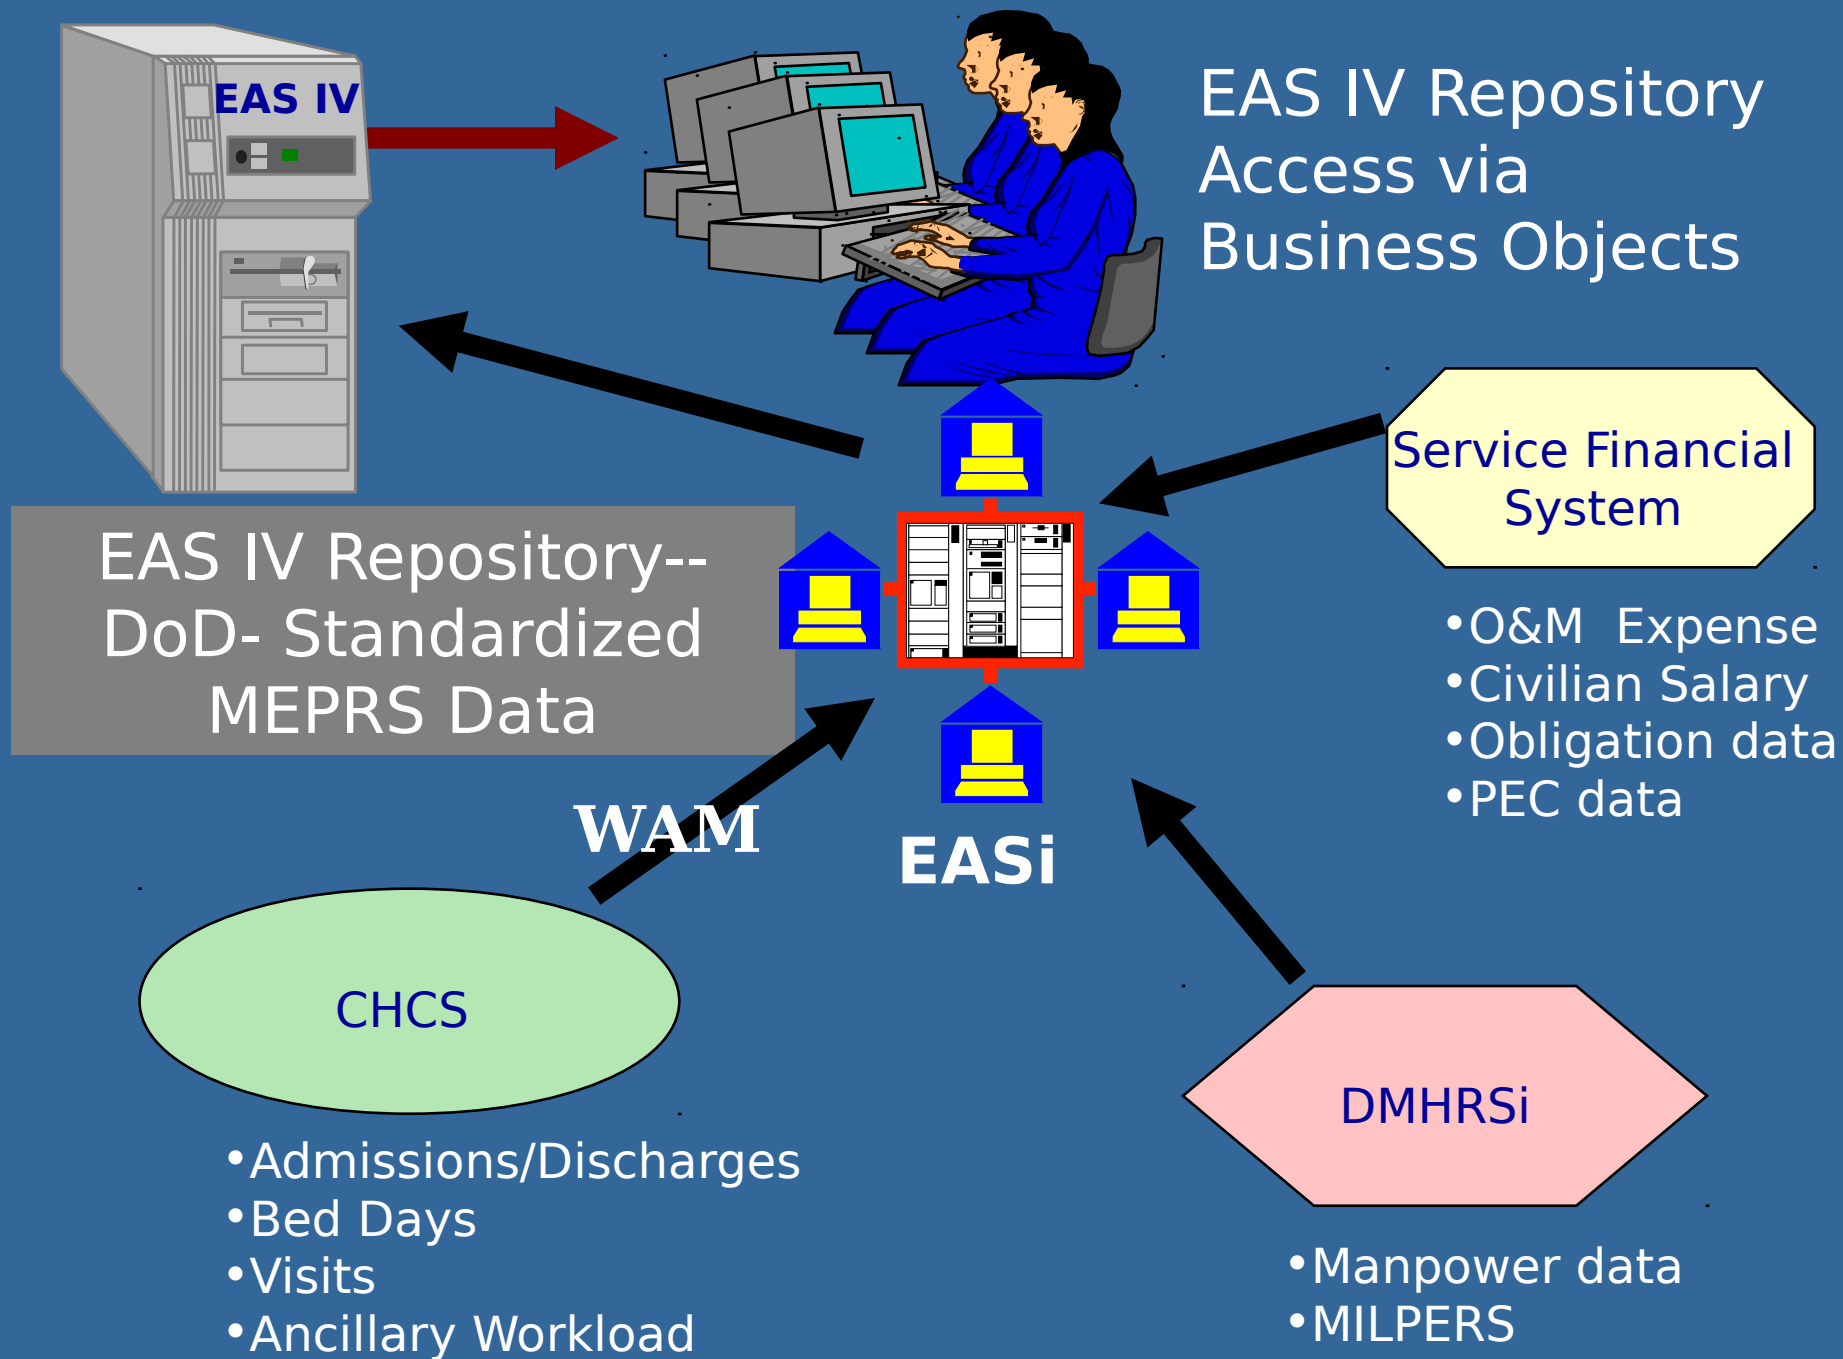 EAS IV
EAS IV Repository
Access via
Business Objects
Service Financial
System
•O&M  Expense
•Civilian Salary
•Obligation data
•PEC data
EAS IV Repository--
DoD- Standardized
MEPRS Data
WAM
EASi
CHCS
•Admissions/Discharges
•Bed Days
•Visits
•Ancillary Workload
DMHRSi
•Manpower data
•MILPERS